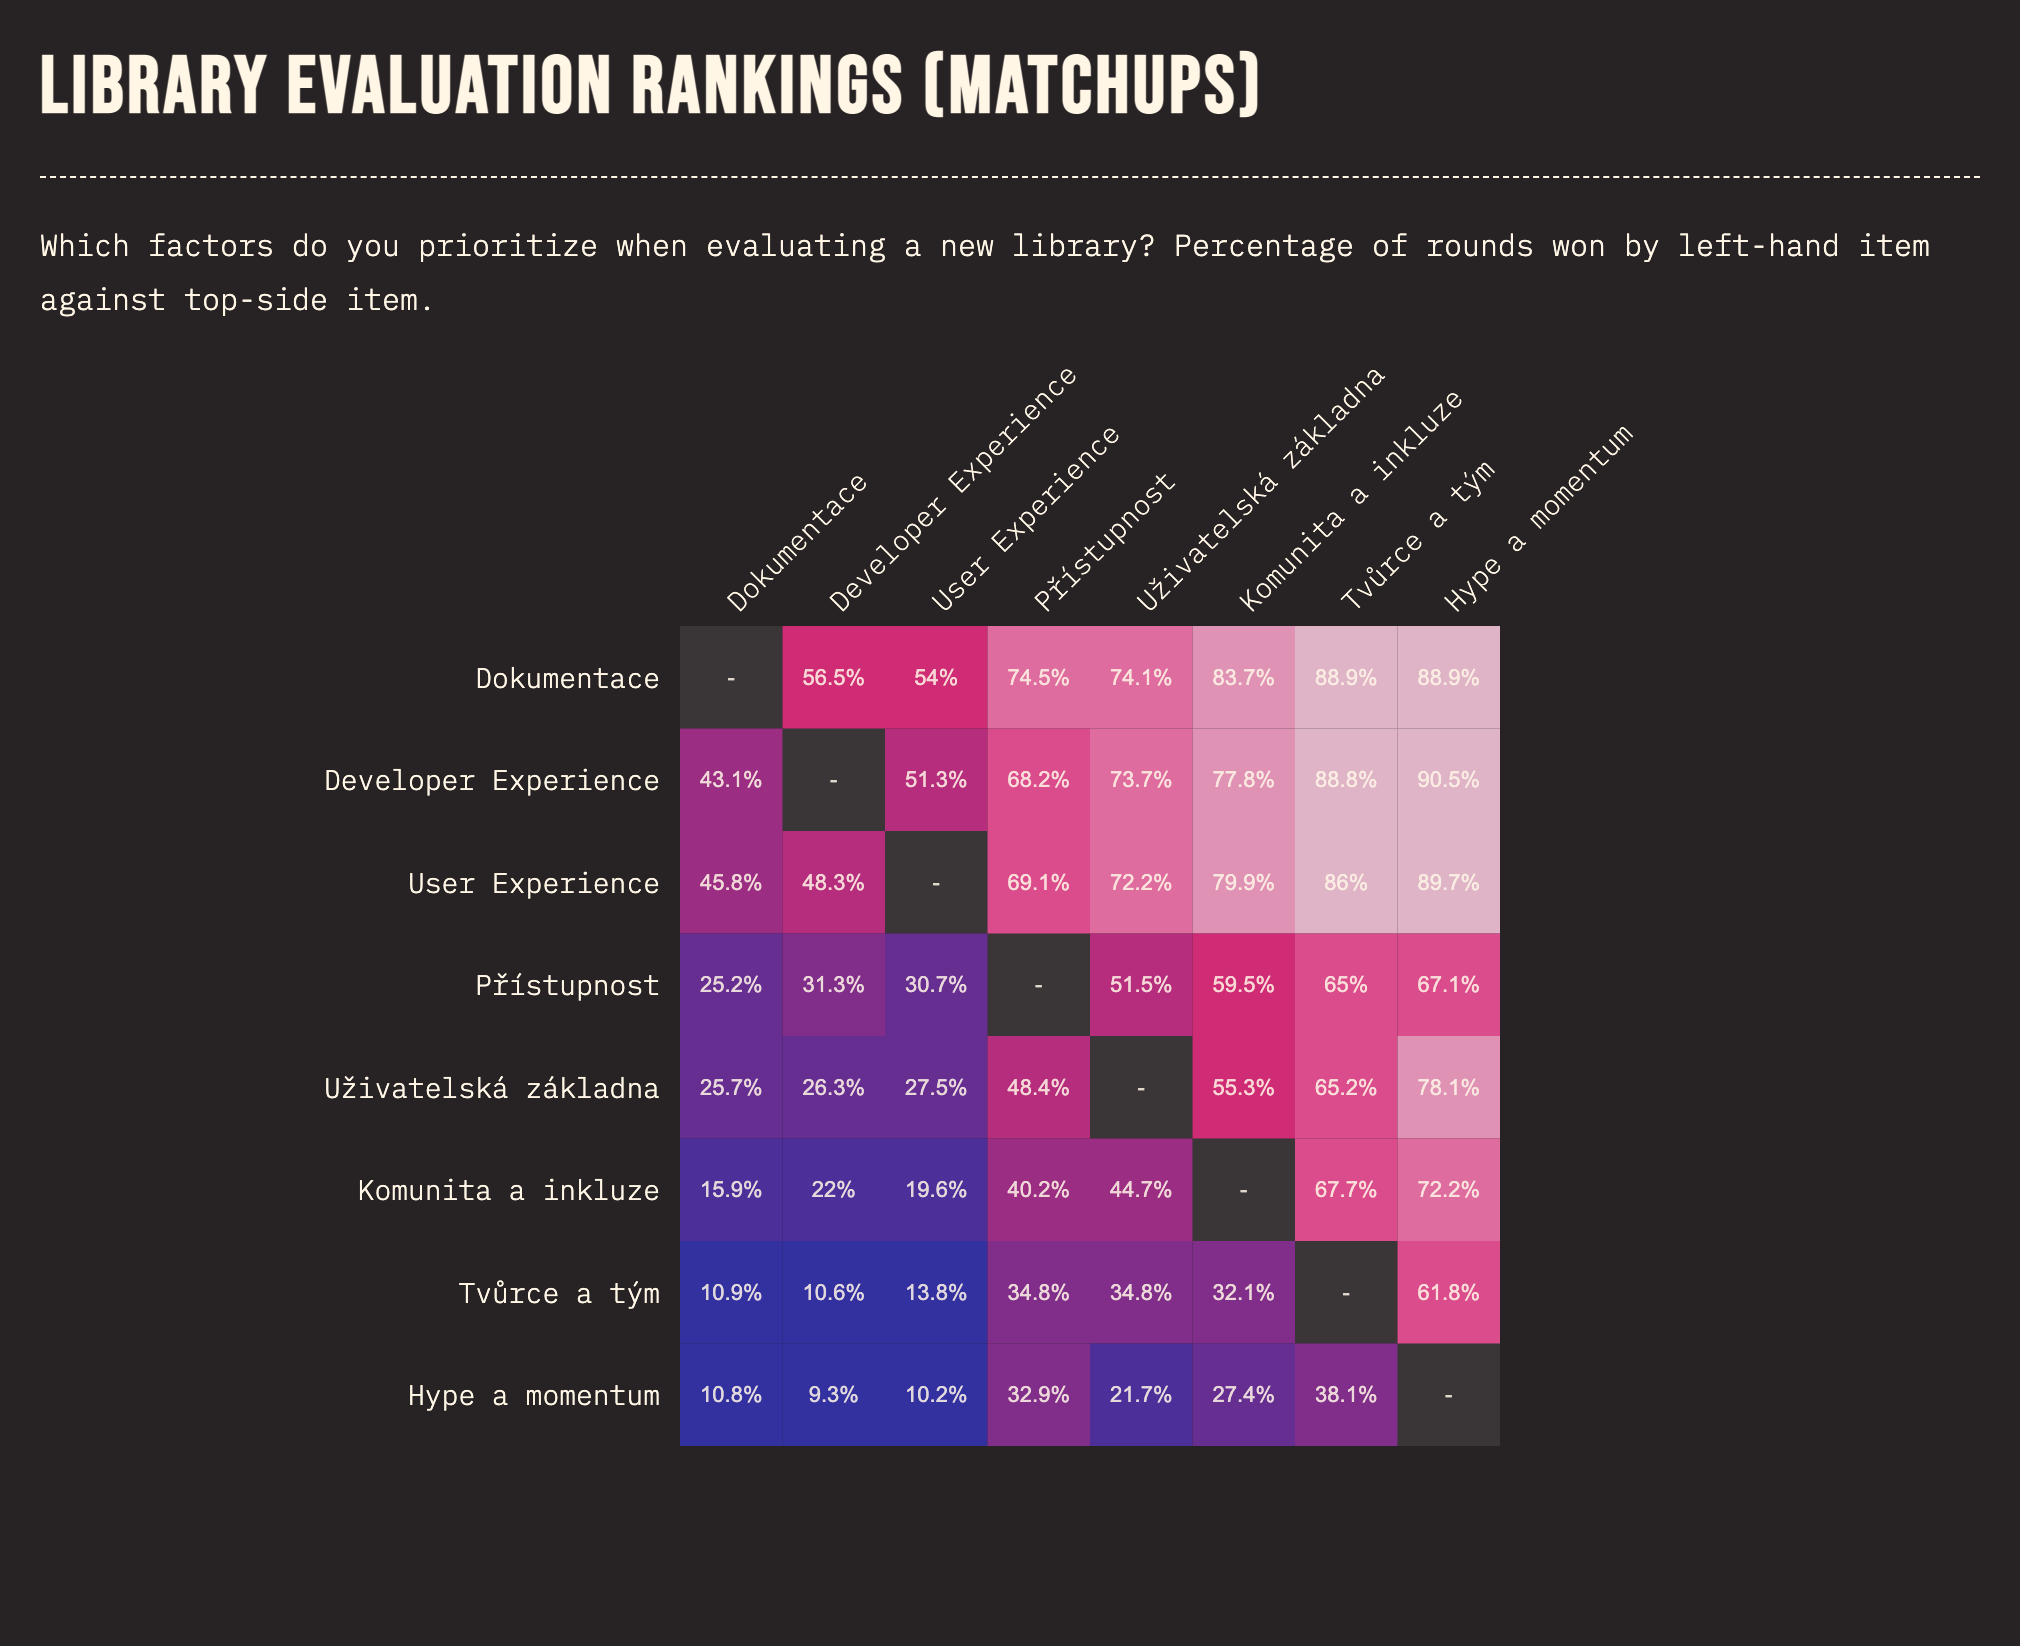 LIBRARY EVALUATION RANKINGS (MATCHUPS)
Which factors do you prioritize when evaluating a new library? Percentage of rounds won by left-hand item
against top-side item.
Dokumentace
Developer Experience
User Experience
Přístupnost
Uživatelská základna
Komunita a inkluze
Tvůrce a tým
Hype a momentum
Dokumentace - 56.5% 54% 74.5% 74.1% 83.7% 88.9% 88.9%
Developer Experience 43.1% - 51.3% 68.2% 73.7% 77.8% 88.8% 90.5%
User Experience 45.8% 48.3% - 69.1% 72.2% 79.9% 86% 89.7%
Přístupnost 25.2% 31.3% 30.7% - 51.5% 59.5% 65% 67.1%
Uživatelská základna 25.7% 26.3% 27.5% 48.4% - 55.3% 65.2% 78.1%
Komunita a inkluze 15.9% 22% 19.6% 40.2% 44.7% - 67.7% 72.2%
Tvůrce a tým 10.9% 10.6% 13.8% 34.8% 34.8% 32.1% - 61.8%
Hype a momentum 10.8% 9.3% 10.2% 32.9% 21.7% 27.4% 38.1% -